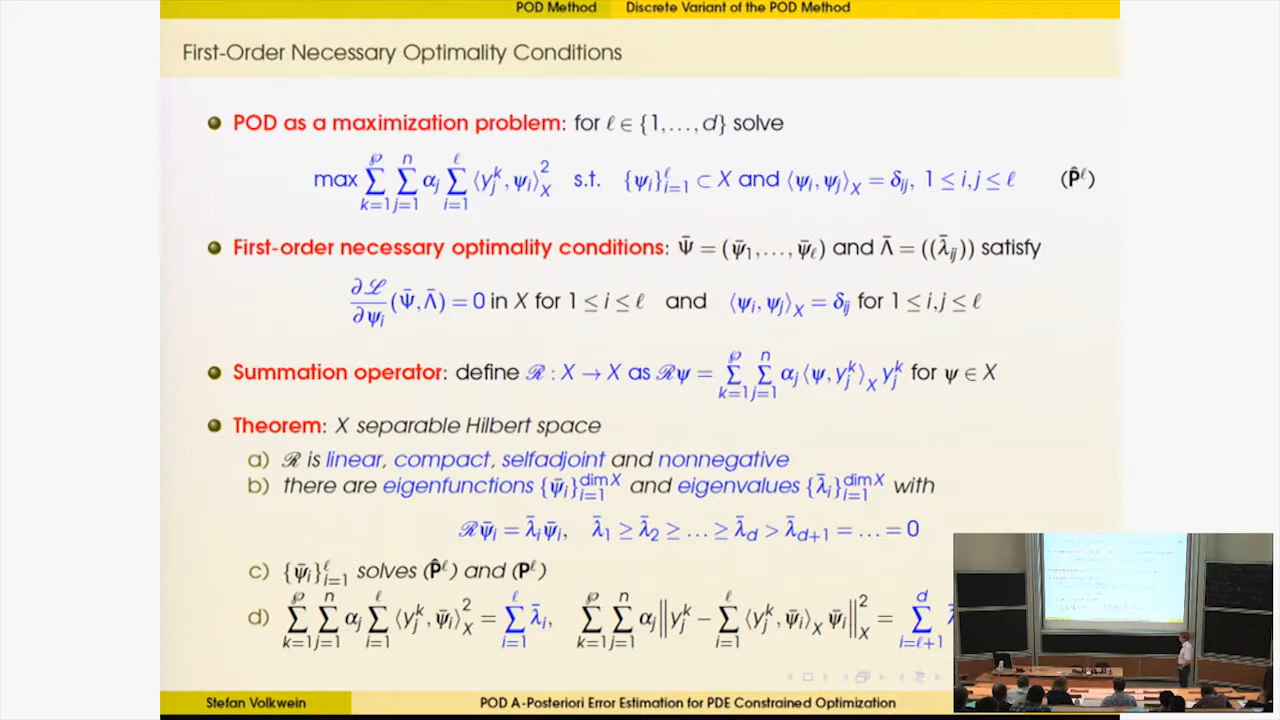 POD Method Discrete Variant of the POD Method
First-Order Necessary Optimality Conditions
POD as a maximization problem: for ℓ ∈ {1,…,d} solve
max ∑_{k=1}^{℘} ∑_{j=1}^{n} α_j ∑_{i=1}^{ℓ} ⟨y_j^k, ψ_i⟩_X^2 s.t. {ψ_i}_{i=1}^ℓ ⊂ X and ⟨ψ_i, ψ_j⟩_X = δ_{ij}, 1 ≤ i,j ≤ ℓ (P̂^ℓ)
First-order necessary optimality conditions: Ψ̄ = (ψ̄_1,…,ψ̄_ℓ) and Λ̄ = ((λ̄_{ij})) satisfy
∂ℒ/∂ψ_i (Ψ̄, Λ̄) = 0 in X for 1 ≤ i ≤ ℓ and ⟨ψ_i, ψ_j⟩_X = δ_{ij} for 1 ≤ i,j ≤ ℓ
Summation operator: define ℛ : X → X as ℛψ = ∑_{k=1}^{℘} ∑_{j=1}^{n} α_j ⟨ψ, y_j^k⟩_X y_j^k for ψ ∈ X
Theorem: X separable Hilbert space
a) ℛ is linear, compact, selfadjoint and nonnegative
b) there are eigenfunctions {ψ̄_i}_{i=1}^{dim X} and eigenvalues {λ̄_i}_{i=1}^{dim X} with
ℛψ̄_i = λ̄_i ψ̄_i, λ̄_1 ≥ λ̄_2 ≥ … ≥ λ̄_d > λ̄_{d+1} = … = 0
c) {ψ̄_i}_{i=1}^ℓ solves (P̂^ℓ) and (P^ℓ)
d) ∑_{k=1}^{℘} ∑_{j=1}^{n} α_j ∑_{i=1}^{ℓ} ⟨y_j^k, ψ̄_i⟩_X^2 = ∑_{i=1}^{ℓ} λ̄_i, ∑_{k=1}^{℘} ∑_{j=1}^{n} α_j ‖y_j^k − ∑_{i=1}^{ℓ} ⟨y_j^k, ψ̄_i⟩_X ψ̄_i‖_X^2 = ∑_{i=ℓ+1}^{d}
Stefan Volkwein POD A-Posteriori Error Estimation for PDE Constrained Optimization